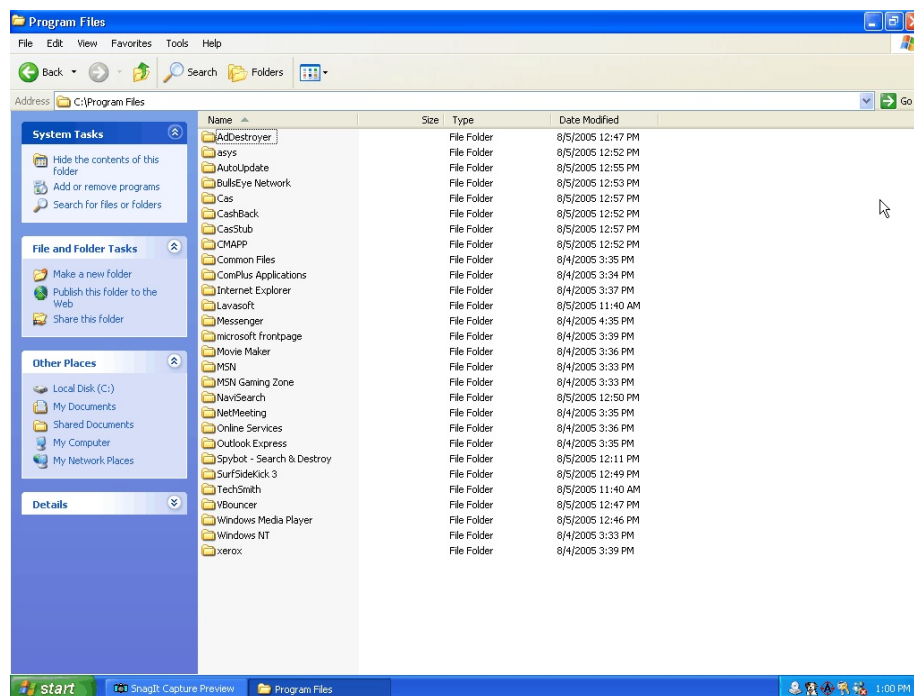 Program Files
File Edit View Favorites Tools Help
Back Search Folders
Address C:\Program Files Go
Name Size Type Date Modified
System Tasks
Hide the contents of this
folder
Add or remove programs
Search for files or folders
File and Folder Tasks
Make a new folder
Publish this folder to the
Web
Share this folder
Other Places
Local Disk (C:)
My Documents
Shared Documents
My Computer
My Network Places
Details
AdDestroyer File Folder 8/5/2005 12:47 PM
asys File Folder 8/5/2005 12:52 PM
AutoUpdate File Folder 8/5/2005 12:55 PM
BullsEye Network File Folder 8/5/2005 12:53 PM
Cas File Folder 8/5/2005 12:57 PM
CashBack File Folder 8/5/2005 12:52 PM
CasStub File Folder 8/5/2005 12:57 PM
CMAPP File Folder 8/5/2005 12:52 PM
Common Files File Folder 8/4/2005 3:35 PM
ComPlus Applications File Folder 8/4/2005 3:34 PM
Internet Explorer File Folder 8/4/2005 3:37 PM
Lavasoft File Folder 8/5/2005 11:40 AM
Messenger File Folder 8/4/2005 4:35 PM
microsoft frontpage File Folder 8/4/2005 3:39 PM
Movie Maker File Folder 8/4/2005 3:36 PM
MSN File Folder 8/4/2005 3:33 PM
MSN Gaming Zone File Folder 8/4/2005 3:33 PM
NaviSearch File Folder 8/5/2005 12:50 PM
NetMeeting File Folder 8/4/2005 3:35 PM
Online Services File Folder 8/4/2005 3:36 PM
Outlook Express File Folder 8/4/2005 3:35 PM
Spybot - Search & Destroy File Folder 8/5/2005 12:11 PM
SurfSideKick 3 File Folder 8/5/2005 12:49 PM
TechSmith File Folder 8/5/2005 11:40 AM
VBouncer File Folder 8/5/2005 12:47 PM
Windows Media Player File Folder 8/5/2005 12:46 PM
Windows NT File Folder 8/4/2005 3:33 PM
xerox File Folder 8/4/2005 3:39 PM
start SnagIt Capture Preview Program Files 1:00 PM